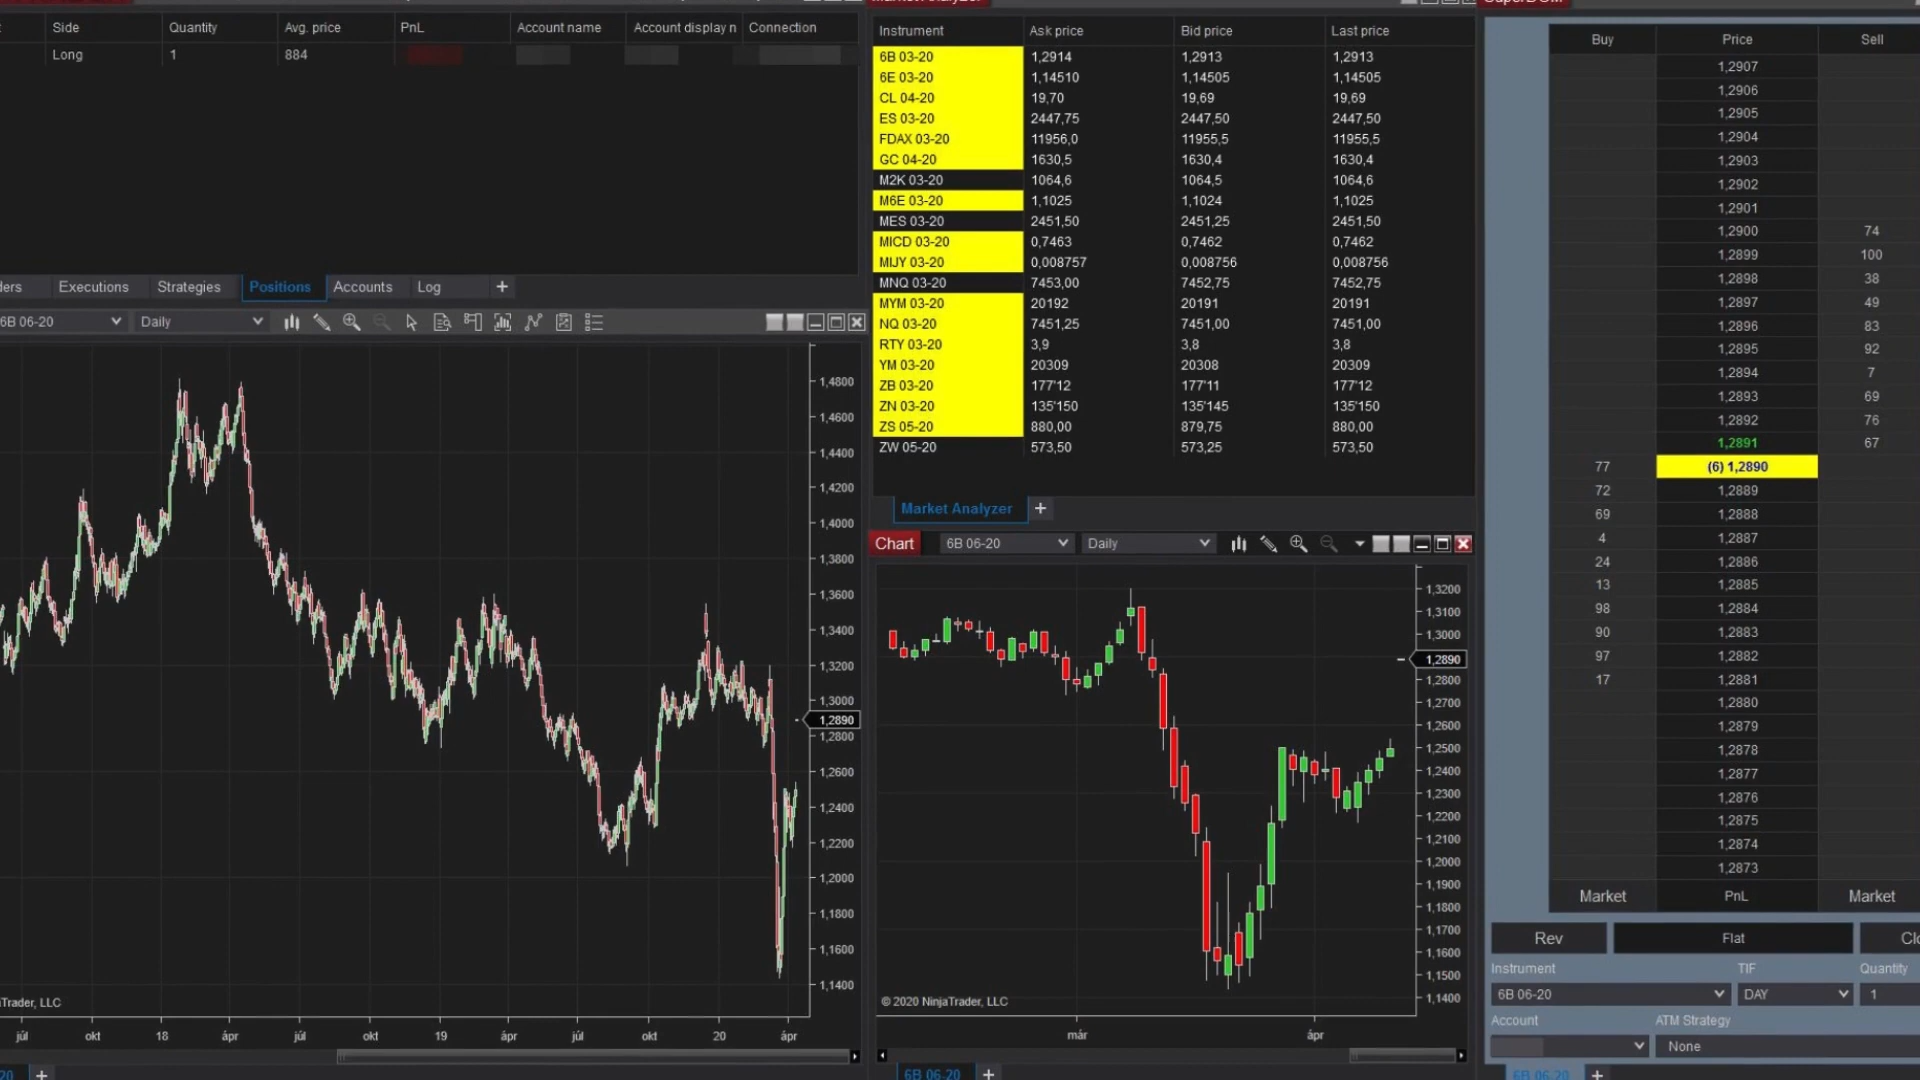 Side Quantity Avg. price PnL Account name Account display n Connection
Long 1 884
ders Executions Strategies Positions Accounts Log +
6B 06-20 Daily
1,4800
1,4600
1,4400
1,4200
1,4000
1,3800
1,3600
1,3400
1,3200
1,3000
1,2890
1,2800
1,2600
1,2400
1,2200
1,2000
1,1800
1,1600
1,1400
Trader, LLC
júl okt 18 ápr júl okt 19 ápr júl okt 20 ápr
20 +
Instrument Ask price Bid price Last price
6B 03-20 1,2914 1,2913 1,2913
6E 03-20 1,14510 1,14505 1,14505
CL 04-20 19,70 19,69 19,69
ES 03-20 2447,75 2447,50 2447,50
FDAX 03-20 11956,0 11955,5 11955,5
GC 04-20 1630,5 1630,4 1630,4
M2K 03-20 1064,6 1064,5 1064,6
M6E 03-20 1,1025 1,1024 1,1025
MES 03-20 2451,50 2451,25 2451,50
MICD 03-20 0,7463 0,7462 0,7462
MIJY 03-20 0,008757 0,008756 0,008756
MNQ 03-20 7453,00 7452,75 7452,75
MYM 03-20 20192 20191 20191
NQ 03-20 7451,25 7451,00 7451,00
RTY 03-20 3,9 3,8 3,8
YM 03-20 20309 20308 20309
ZB 03-20 177'12 177'11 177'12
ZN 03-20 135'150 135'145 135'150
ZS 05-20 880,00 879,75 880,00
ZW 05-20 573,50 573,25 573,50
Market Analyzer +
Chart 6B 06-20 Daily
1,3200
1,3100
1,3000
1,2890
1,2800
1,2700
1,2600
1,2500
1,2400
1,2300
1,2200
1,2100
1,2000
1,1900
1,1800
1,1700
1,1600
1,1500
1,1400
© 2020 NinjaTrader, LLC
már ápr
6B 06-20 +
Buy Price Sell
1,2907
1,2906
1,2905
1,2904
1,2903
1,2902
1,2901
1,2900 74
1,2899 100
1,2898 38
1,2897 49
1,2896 83
1,2895 92
1,2894 7
1,2893 69
1,2892 76
1,2891 67
77 (6) 1,2890
72 1,2889
69 1,2888
4 1,2887
24 1,2886
13 1,2885
98 1,2884
90 1,2883
97 1,2882
17 1,2881
1,2880
1,2879
1,2878
1,2877
1,2876
1,2875
1,2874
1,2873
Market PnL Market
Rev Flat Clo
Instrument TIF Quantity
6B 06-20 DAY 1
Account ATM Strategy
None
6B 06-20 +